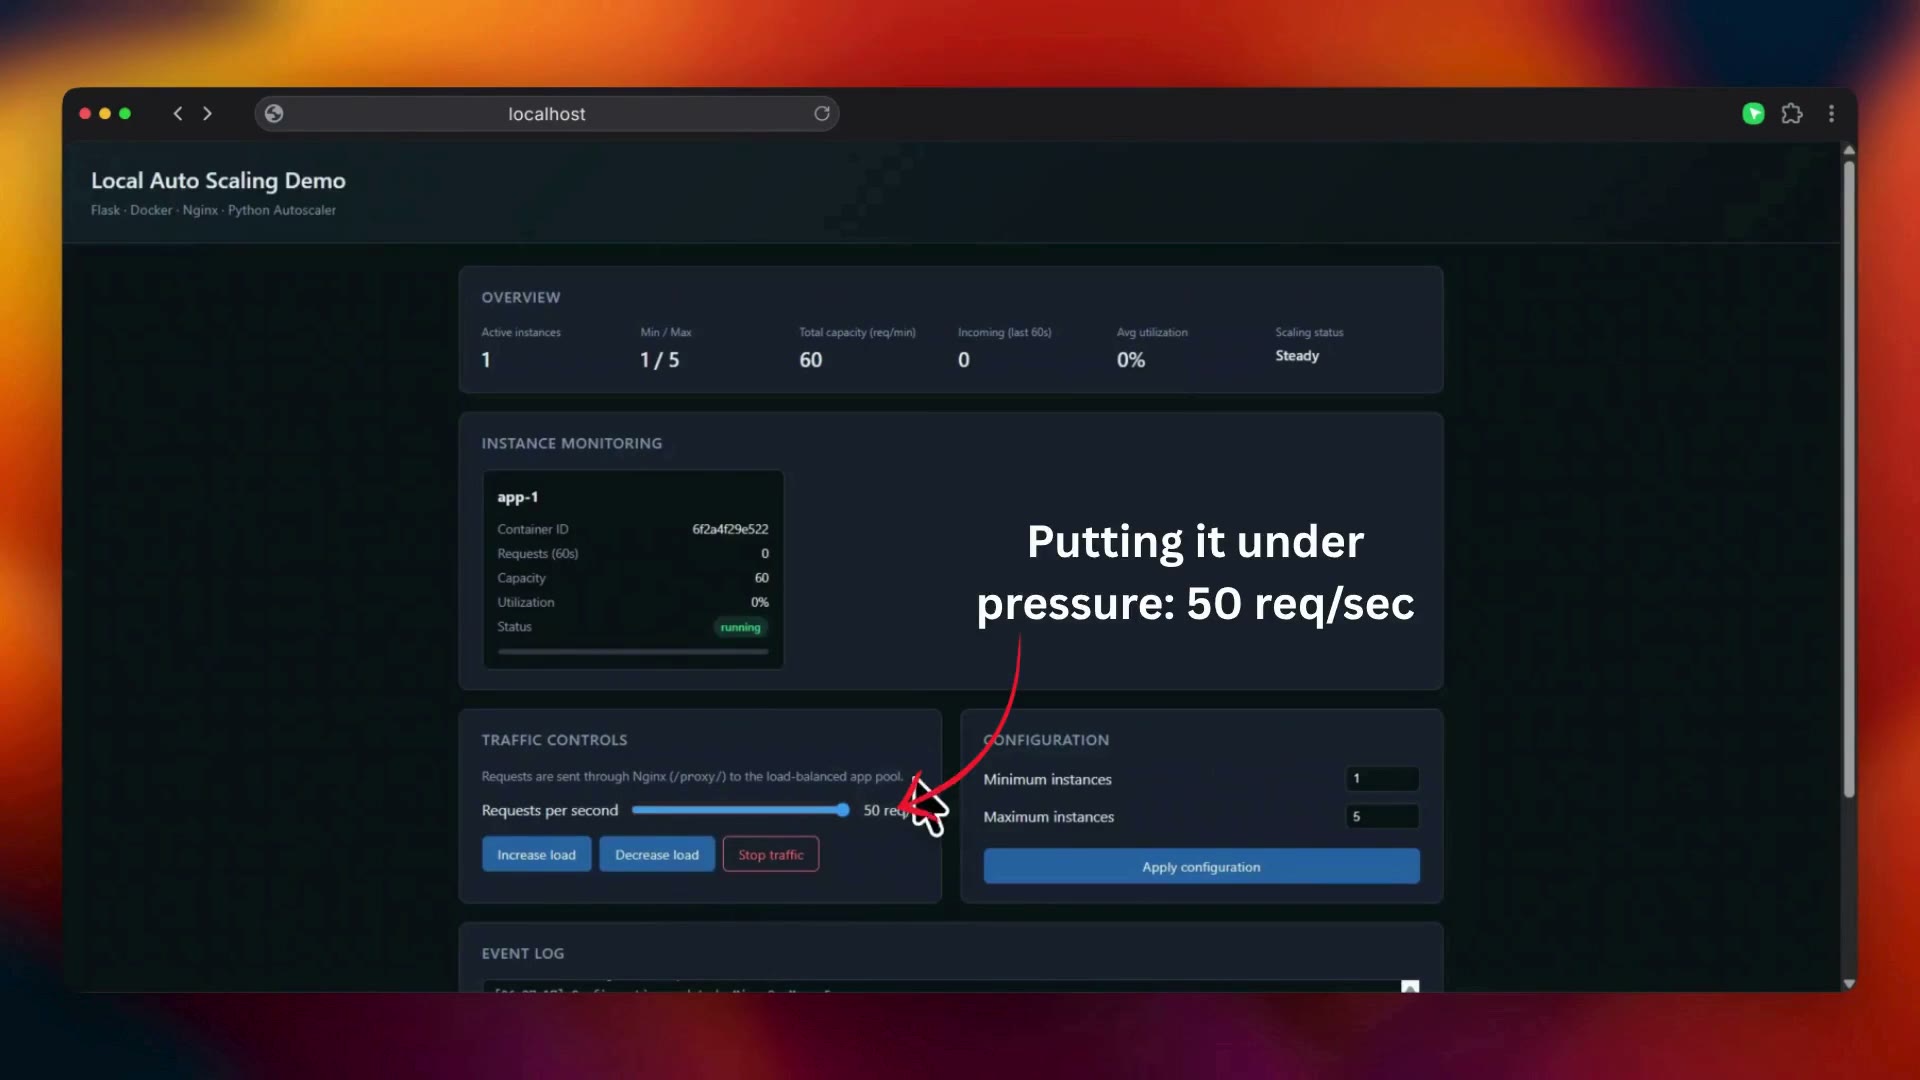 localhost
Local Auto Scaling Demo
Flask · Docker · Nginx · Python Autoscaler
OVERVIEW
Active instances
1
Min / Max
1 / 5
Total capacity (req/min)
60
Incoming (last 60s)
0
Avg utilization
0%
Scaling status
Steady
INSTANCE MONITORING
app-1
Container ID 6f2a4f29e522
Requests (60s) 0
Capacity 60
Utilization 0%
Status running
Putting it under
pressure: 50 req/sec
TRAFFIC CONTROLS
Requests are sent through Nginx (/proxy/) to the load-balanced app pool.
Requests per second 50 req/
Increase load Decrease load Stop traffic
CONFIGURATION
Minimum instances 1
Maximum instances 5
Apply configuration
EVENT LOG